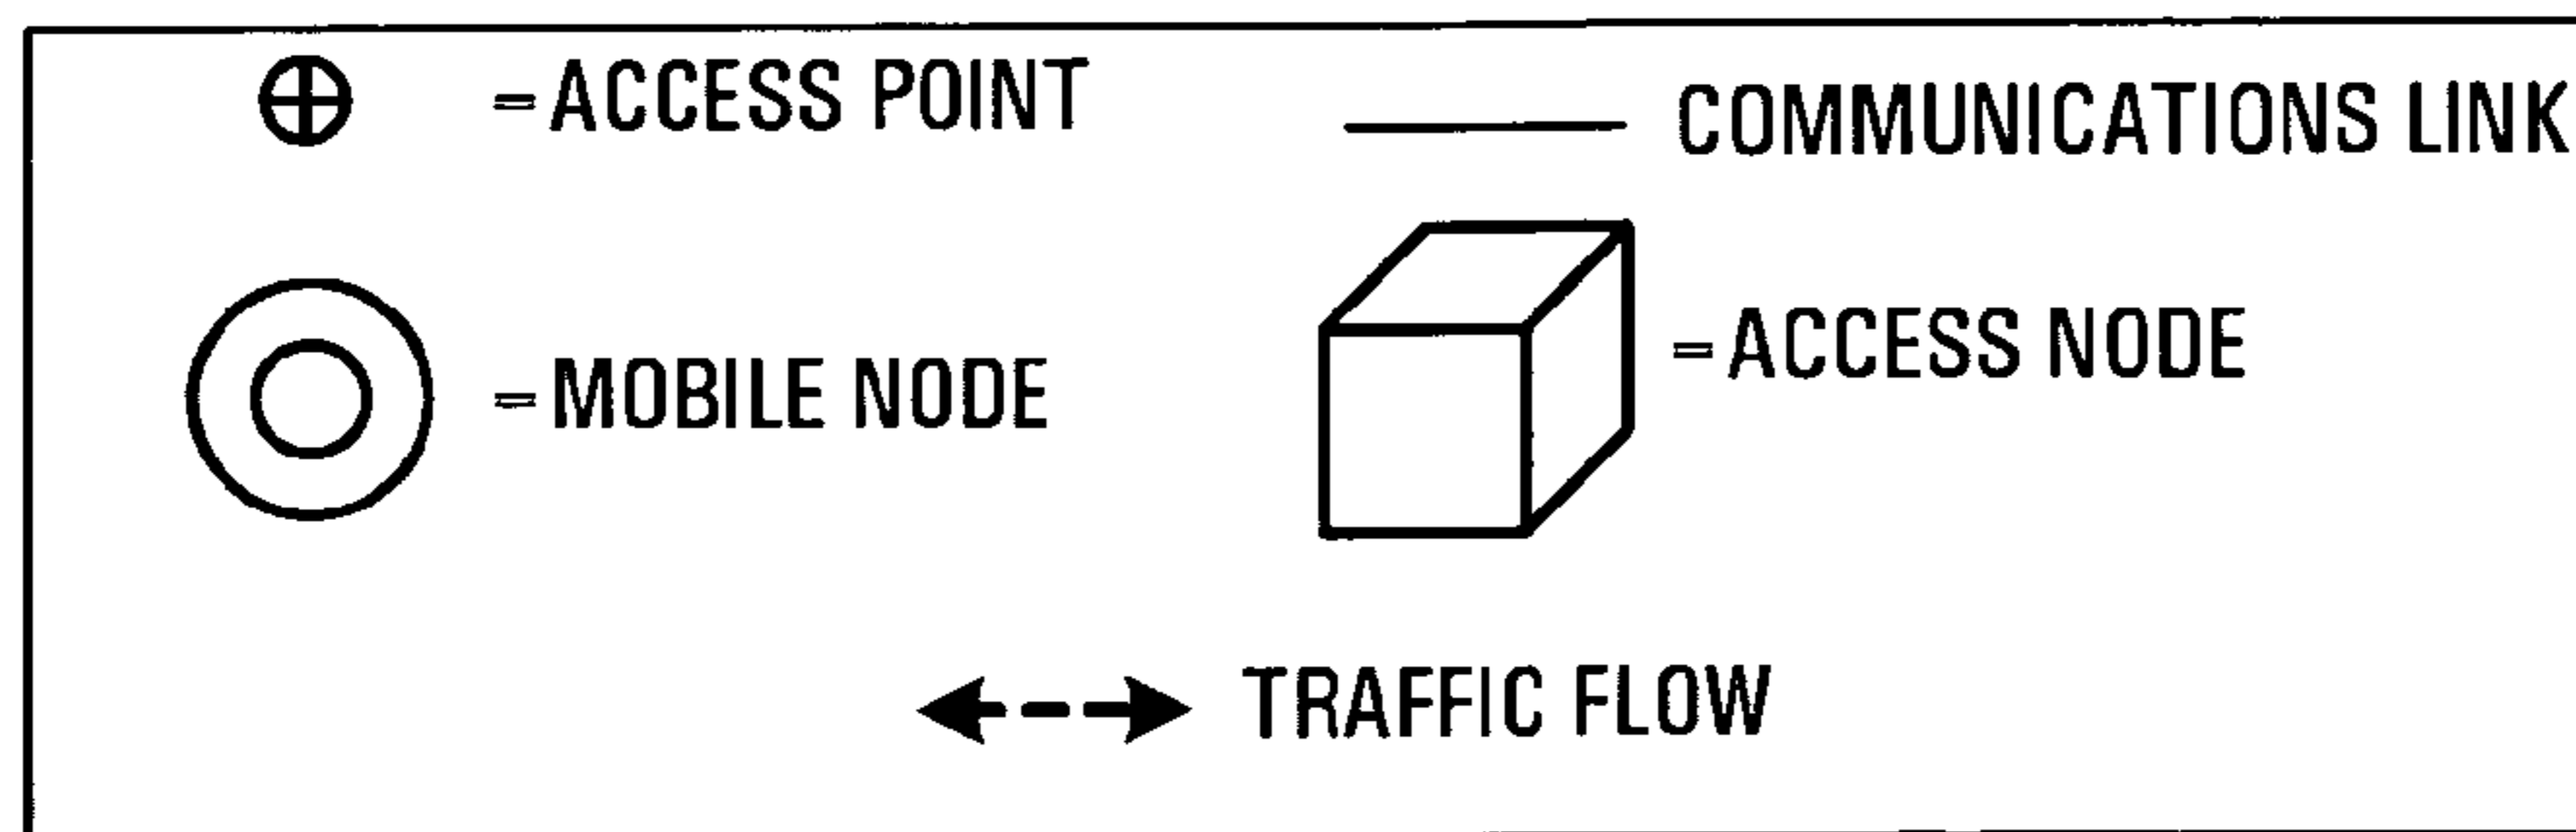 =ACCESS POINT
COMMUNICATIONS LINK
=MOBILE NODE
=ACCESS NODE
TRAFFIC FLOW